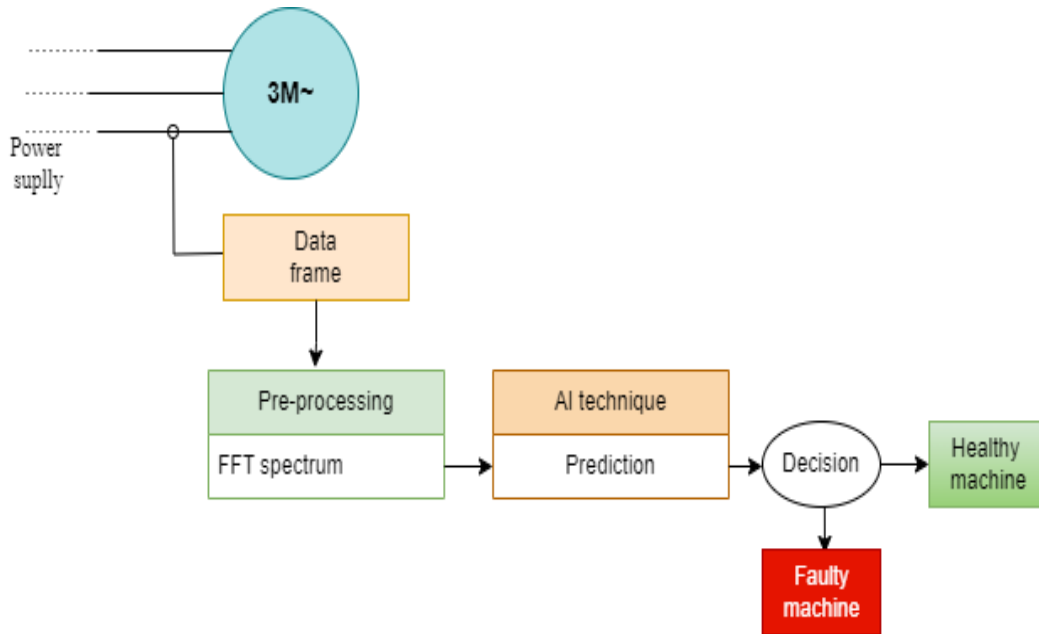 3M~
Power
suplly
Data
frame
Pre-processing
FFT spectrum
AI technique
Prediction
Decision
Healthy
machine
Faulty
machine